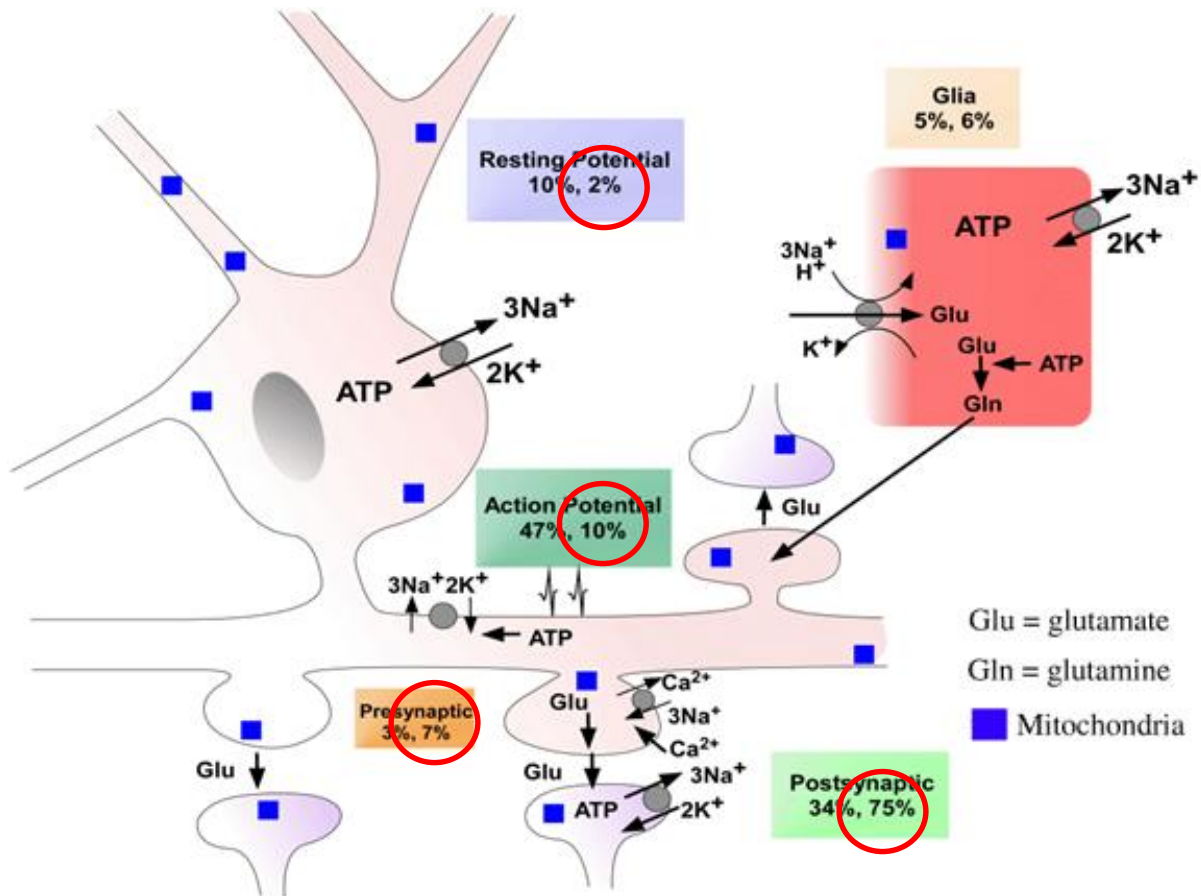 Glia
5%, 6%
Resting Potential
10%, 2%
3Na+
ATP
2K+
3Na+
H+
Glu
K+
Glu
ATP
Gln
3Na+
2K+
ATP
Action Potential
47%, 10%
Glu
3Na+ 2K+
ATP
Glu = glutamate
Gln = glutamine
Mitochondria
Presynaptic
3%, 7%
Glu
Ca2+
3Na+
Ca2+
Glu
Glu
3Na+
ATP
2K+
Postsynaptic
34%, 75%